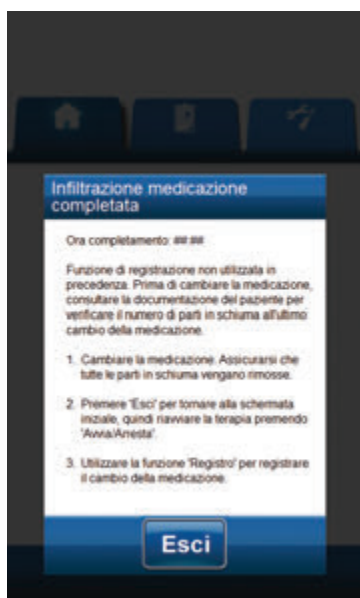 Infiltrazione medicazione
completata
Ora completamento: ##:##
Funzione di registrazione non utilizzata in
precedenza. Prima di cambiare la medicazione,
consultare la documentazione del paziente per
verificare il numero di parti in schiuma all'ultimo
cambio della medicazione.
1. Cambiare la medicazione. Assicurarsi che
tutte le parti in schiuma vengano rimosse.
2. Premere 'Esci' per tornare alla schermata
iniziale, quindi riavviare la terapia premendo
'Avvia/Arresta'.
3. Utilizzare la funzione 'Registro' per registrare
il cambio della medicazione.
Esci